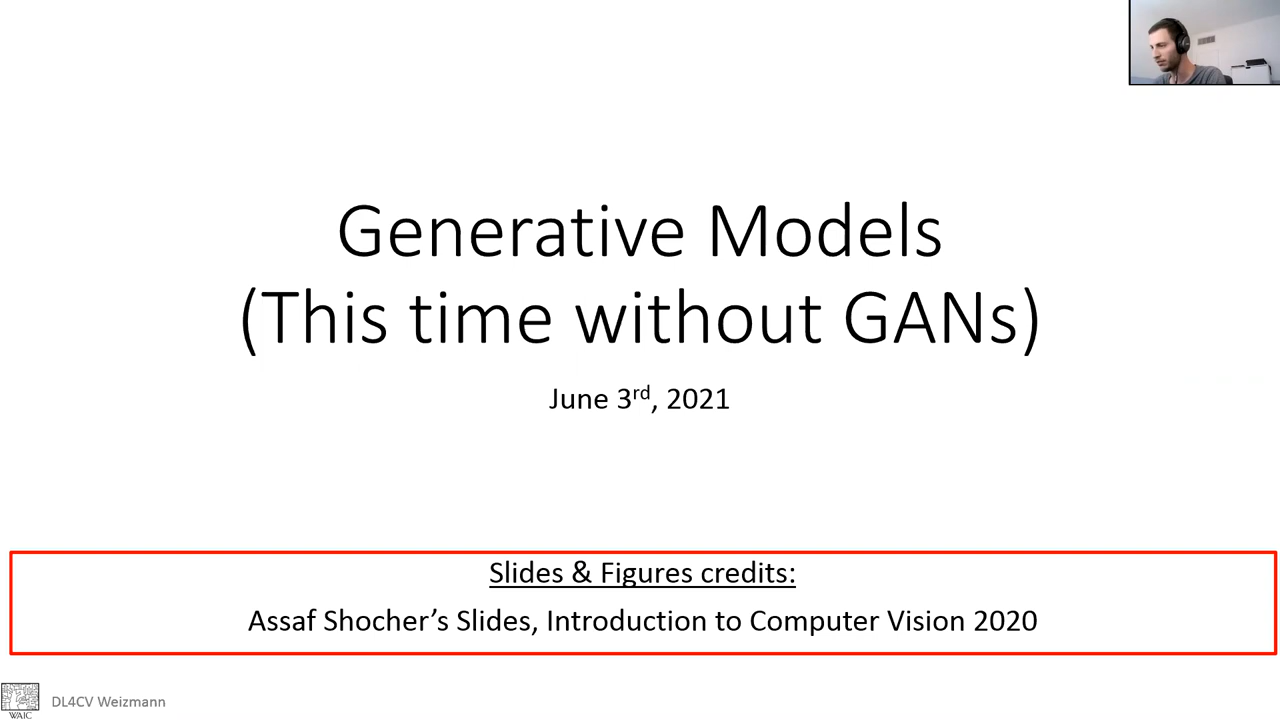 Generative Models
(This time without GANs)
June 3rd, 2021
Slides & Figures credits:
Assaf Shocher’s Slides, Introduction to Computer Vision 2020
WAIC
DL4CV Weizmann